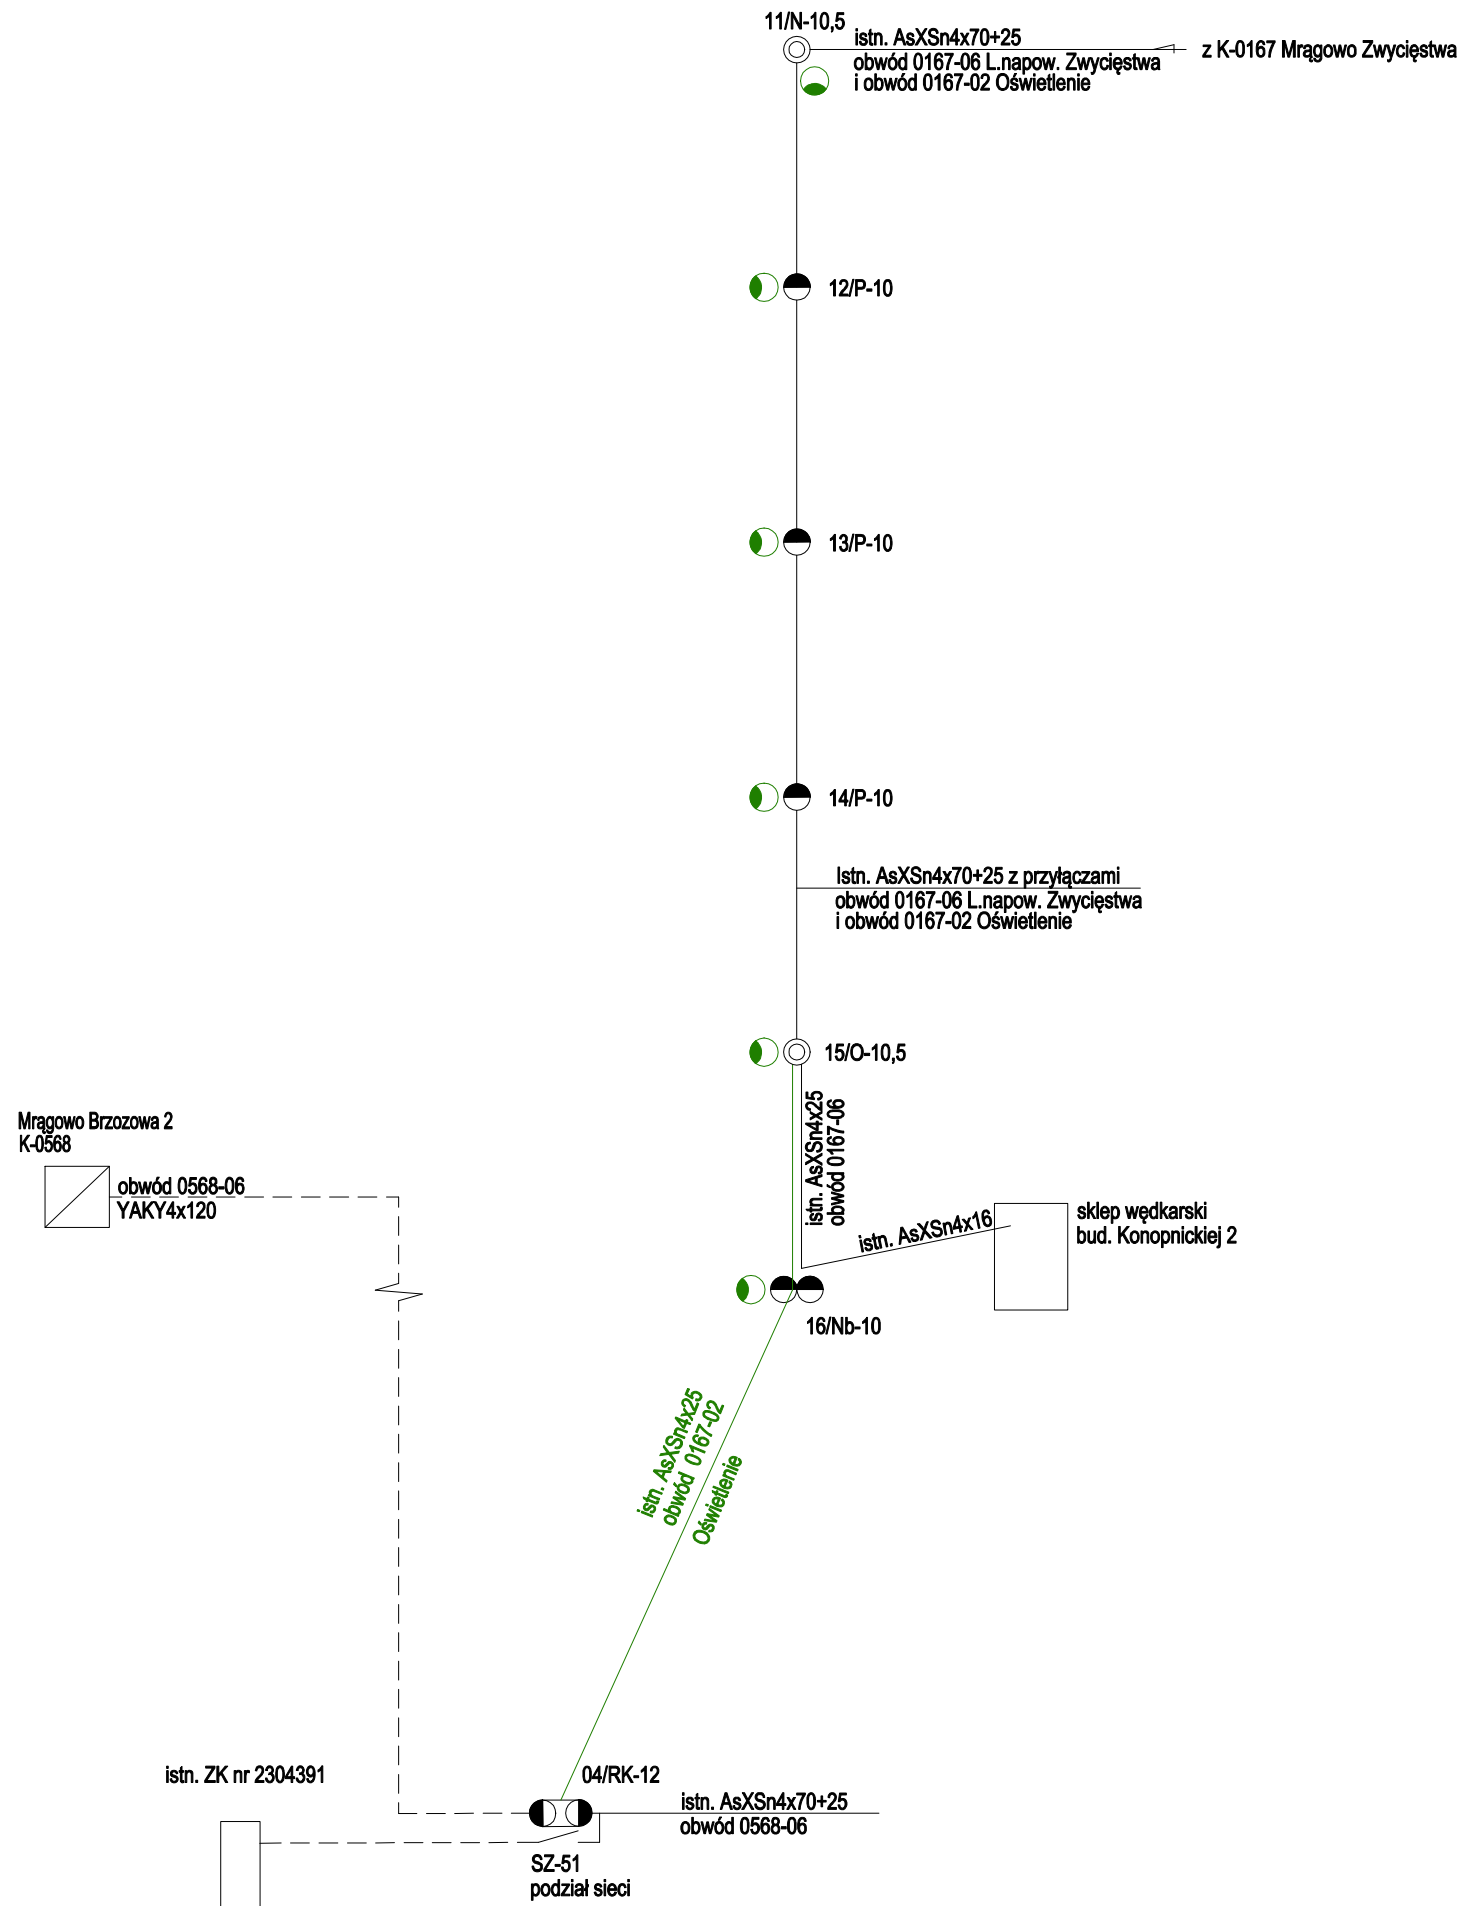 11/N-10,5
istn. AsXSn4x70+25
obwód 0167-06 L.napow. Zwycięstwa
i obwód 0167-02 Oświetlenie
z K-0167 Mrągowo Zwycięstwa
12/P-10
13/P-10
14/P-10
Istn. AsXSn4x70+25 z przyłączami
obwód 0167-06 L.napow. Zwycięstwa
i obwód 0167-02 Oświetlenie
15/O-10,5
istn. AsXSn4x25
obwód 0167-06
Mrągowo Brzozowa 2
K-0568
obwód 0568-06
YAKY4x120
istn. AsXSn4x16
sklep wędkarski
bud. Konopnickiej 2
16/Nb-10
istn. AsXSn4x25
obwód 0167-02
Oświetlenie
istn. ZK nr 2304391
04/RK-12
istn. AsXSn4x70+25
obwód 0568-06
SZ-51
podział sieci